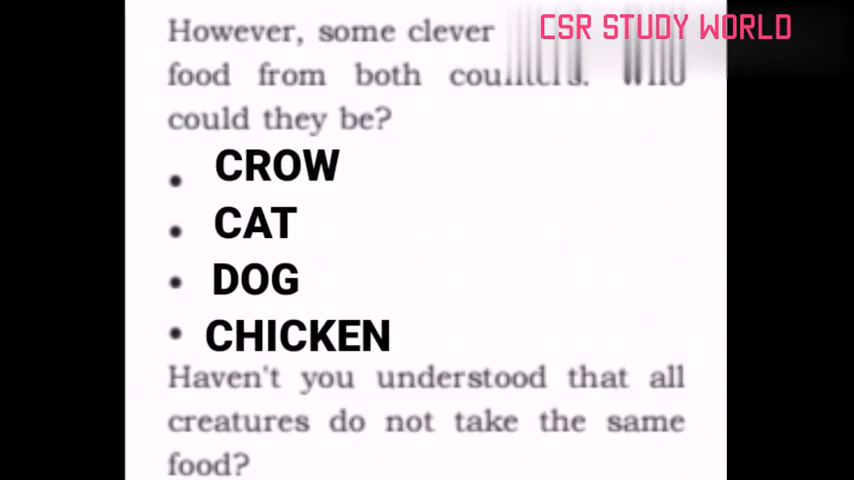 However, some clever
CSR STUDY WORLD
food from both
could they be?
• CROW
• CAT
• DOG
• CHICKEN
Haven't you understood that all
creatures do not take the same
food?